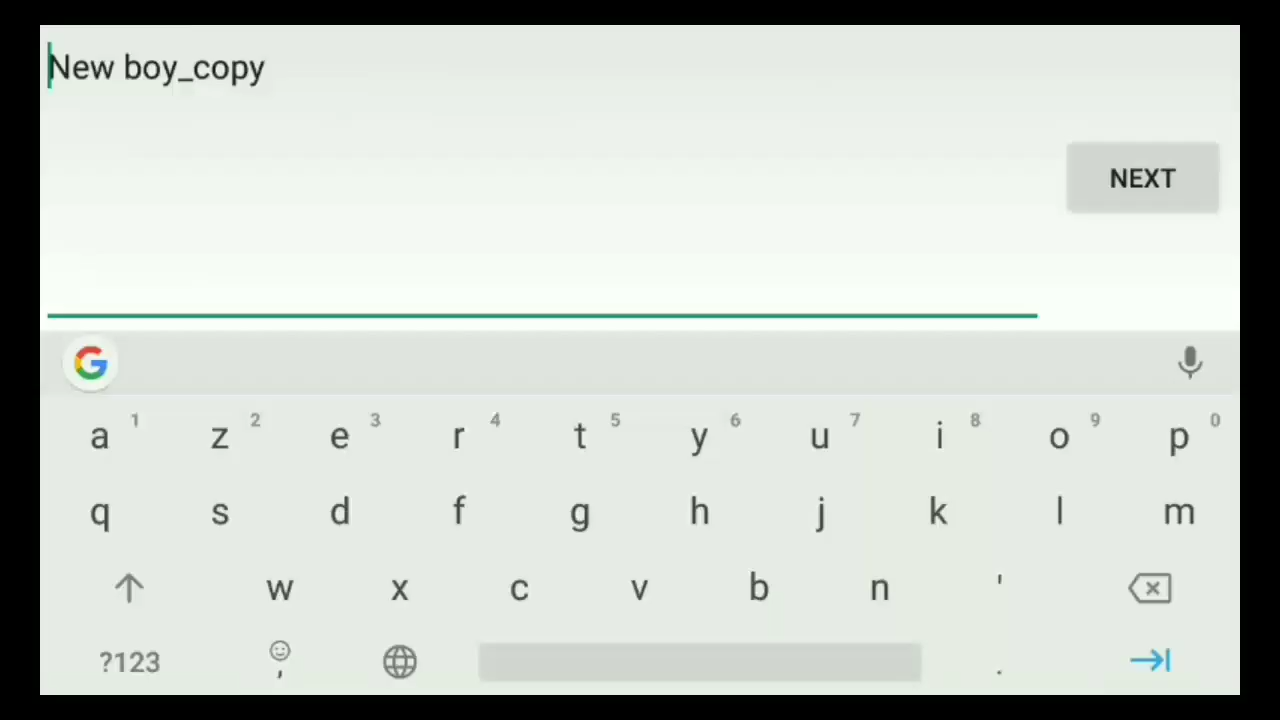 New boy_copy
NEXT
G
a 1 z 2 e 3 r 4 t 5 y 6 u 7 i 8 o 9 p 0
q s d f g h j k l m
w x c v b n '
?123 , .